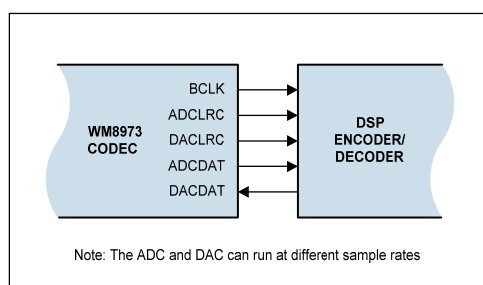 WM8973
CODEC
BCLK
ADCLRC
DACLRC
ADCDAT
DACDAT
DSP
ENCODER/
DECODER
Note: The ADC and DAC can run at different sample rates